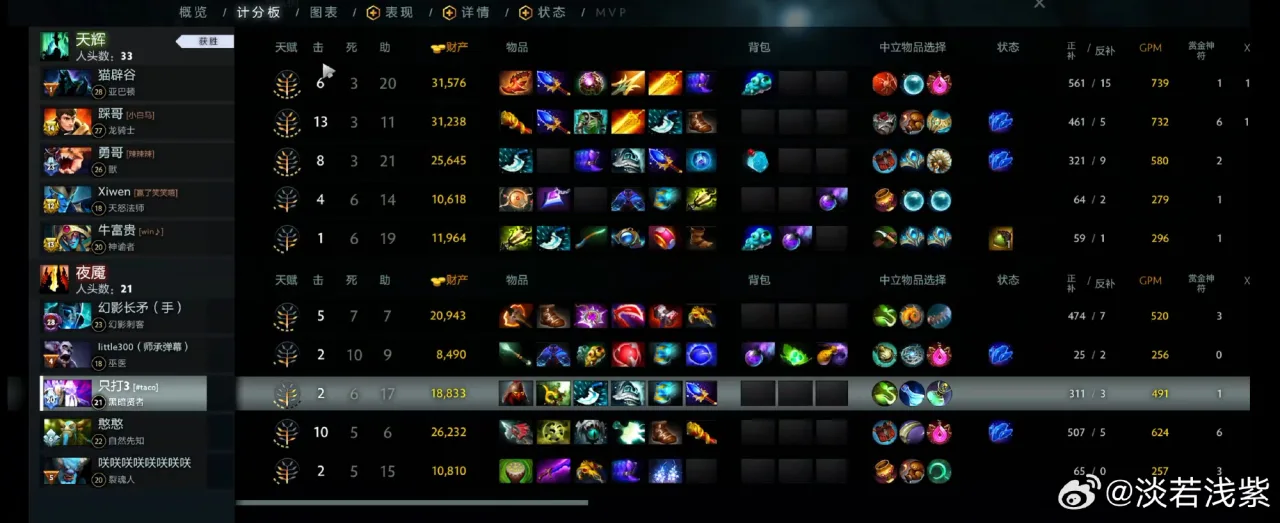 概览 / 计分板 / 图表 / 表现 / 详情 / 状态 / MVP
天辉 获胜
人头数：33
天赋 击 死 助 财产 物品 背包 中立物品选择 状态 正补 / 反补 GPM 赏金神符 X
猫辟谷
28 亚巴顿
6 3 20 31,576 561 / 15 739 1 1
踩哥 [小白马]
27 龙骑士
13 3 11 31,238 461 / 5 732 6 1
勇哥 [辣辣辣]
26 獸
8 3 21 25,645 321 / 9 580 2
Xiwen [赢了笑笑嘻]
18 天怒法师
4 6 14 10,618 64 / 2 279 1
牛富贵 [win♪]
20 神谕者
1 6 19 11,964 59 / 1 296 1
夜魇
人头数：21
天赋 击 死 助 财产 物品 背包 中立物品选择 状态 正补 / 反补 GPM 赏金神符 X
幻影长矛（手）
23 幻影刺客
5 7 7 20,943 474 / 7 520 3
little300（师承弹幕）
18 巫医
2 10 9 8,490 25 / 2 256 0
只打3 [#taco]
21 黑暗贤者
2 6 17 18,833 311 / 3 491 1
憨憨
22 自然先知
10 5 6 26,232 507 / 5 624 6
咲咲咲咲咲咲咲咲
20 裂魂人
2 5 15 10,810 65 / 0 257 3
@淡若浅紫